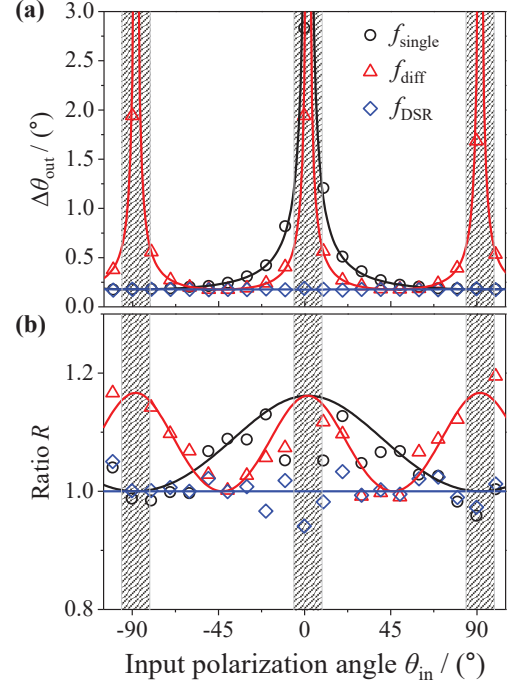 (a)
3.0
2.5
2.0
1.5
1.0
0.5
0.0
Δθout / (°)
fsingle
fdiff
fDSR
(b)
1.2
1.0
0.8
Ratio R
-90 -45 0 45 90
Input polarization angle θin / (°)